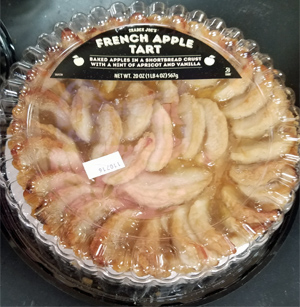 TRADER JOE'S
FRENCH APPLE
TART
BAKED APPLES IN A SHORTBREAD CRUST
WITH A HINT OF APRICOT AND VANILLA
NET WT. 20 OZ (1 LB 4 OZ) 567g